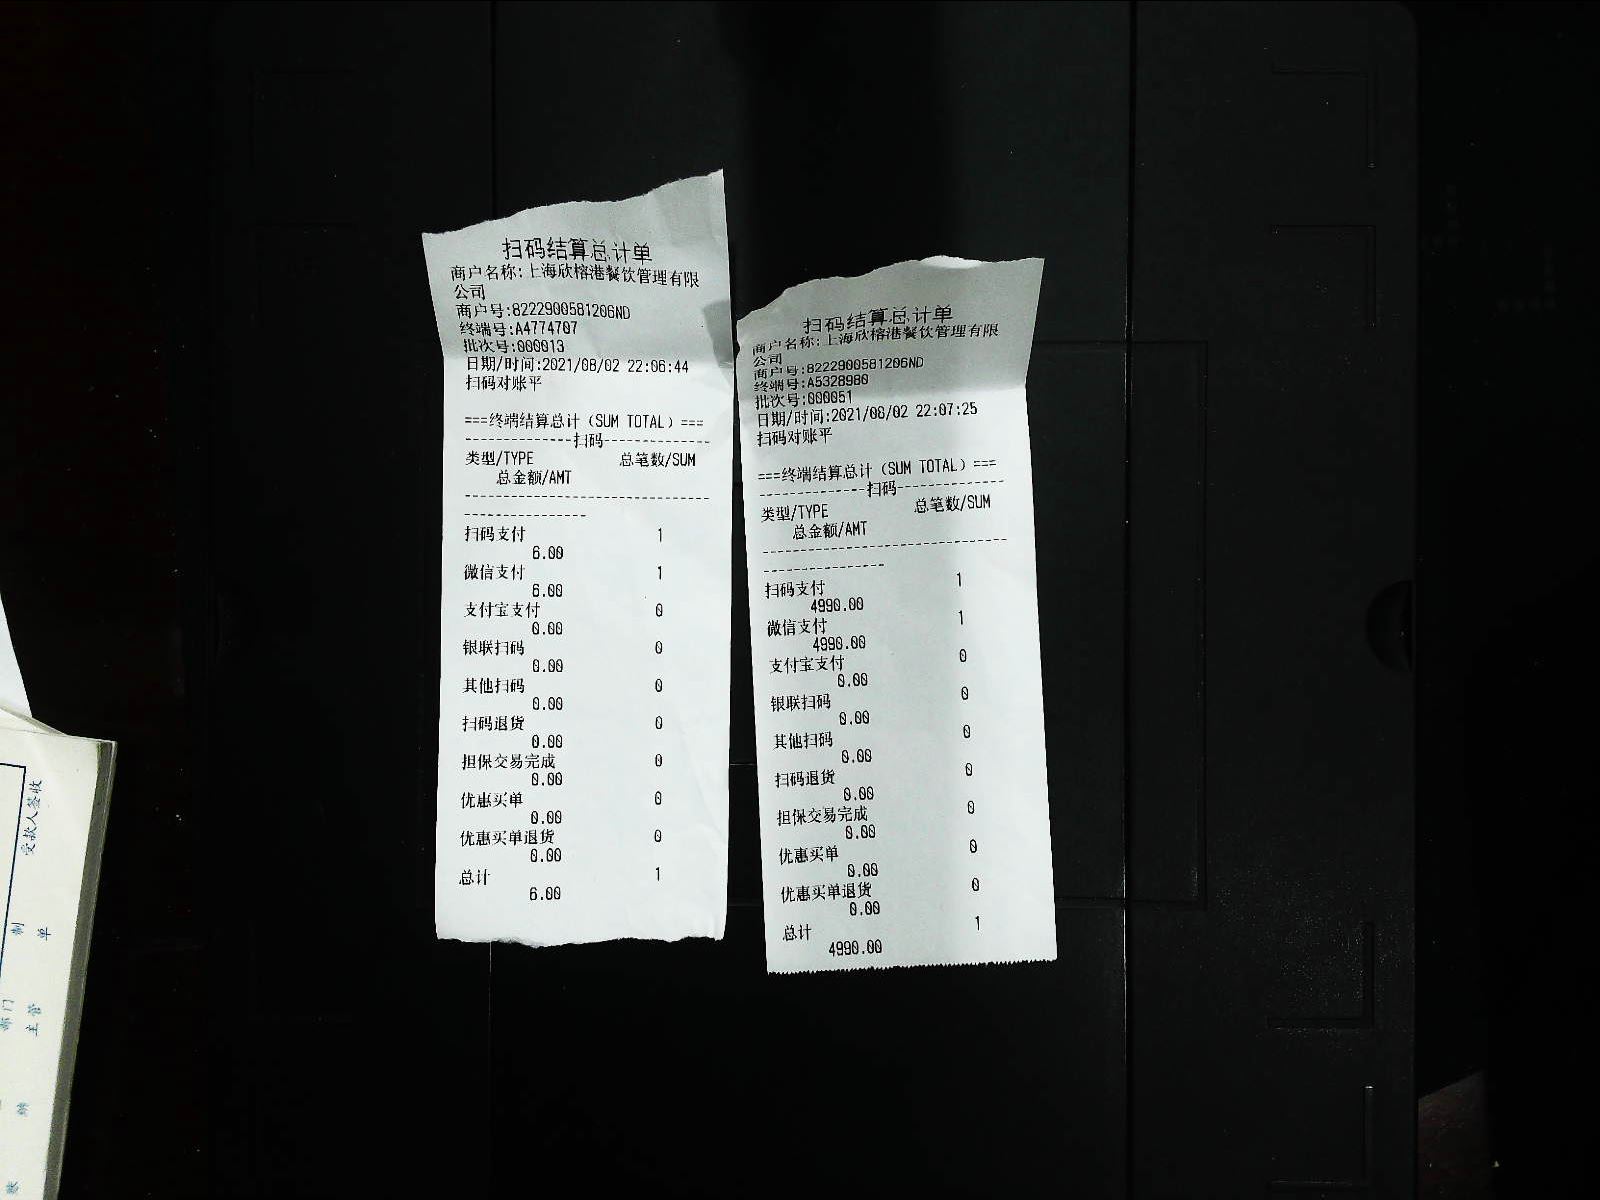 扫码结算总计单
商户名称:上海欣榕港餐饮管理有限
公司
商户号:8222900581206ND
终端号:A4774707
批次号:000013
日期/时间:2021/08/02 22:06:44
扫码对账平
===终端结算总计(SUM TOTAL)===
---------------扫码---------------
类型/TYPE 总笔数/SUM
总金额/AMT
扫码支付 1
6.00
微信支付 1
6.00
支付宝支付 0
0.00
银联扫码 0
0.00
其他扫码 0
0.00
扫码退货 0
0.00
担保交易完成 0
0.00
优惠买单 0
0.00
优惠买单退货 0
0.00
总计 1
6.00
扫码结算总计单
商户名称:上海欣榕港餐饮管理有限
公司
商户号:8222900581206ND
终端号:A5328980
批次号:000051
日期/时间:2021/08/02 22:07:25
扫码对账平
===终端结算总计(SUM TOTAL)===
---------------扫码---------------
类型/TYPE 总笔数/SUM
总金额/AMT
扫码支付 1
4990.00
微信支付 1
4990.00
支付宝支付 0
0.00
银联扫码 0
0.00
其他扫码 0
0.00
扫码退货 0
0.00
担保交易完成 0
0.00
优惠买单 0
0.00
优惠买单退货 0
0.00
总计 1
4990.00
受款人签收
制单
部门
主管